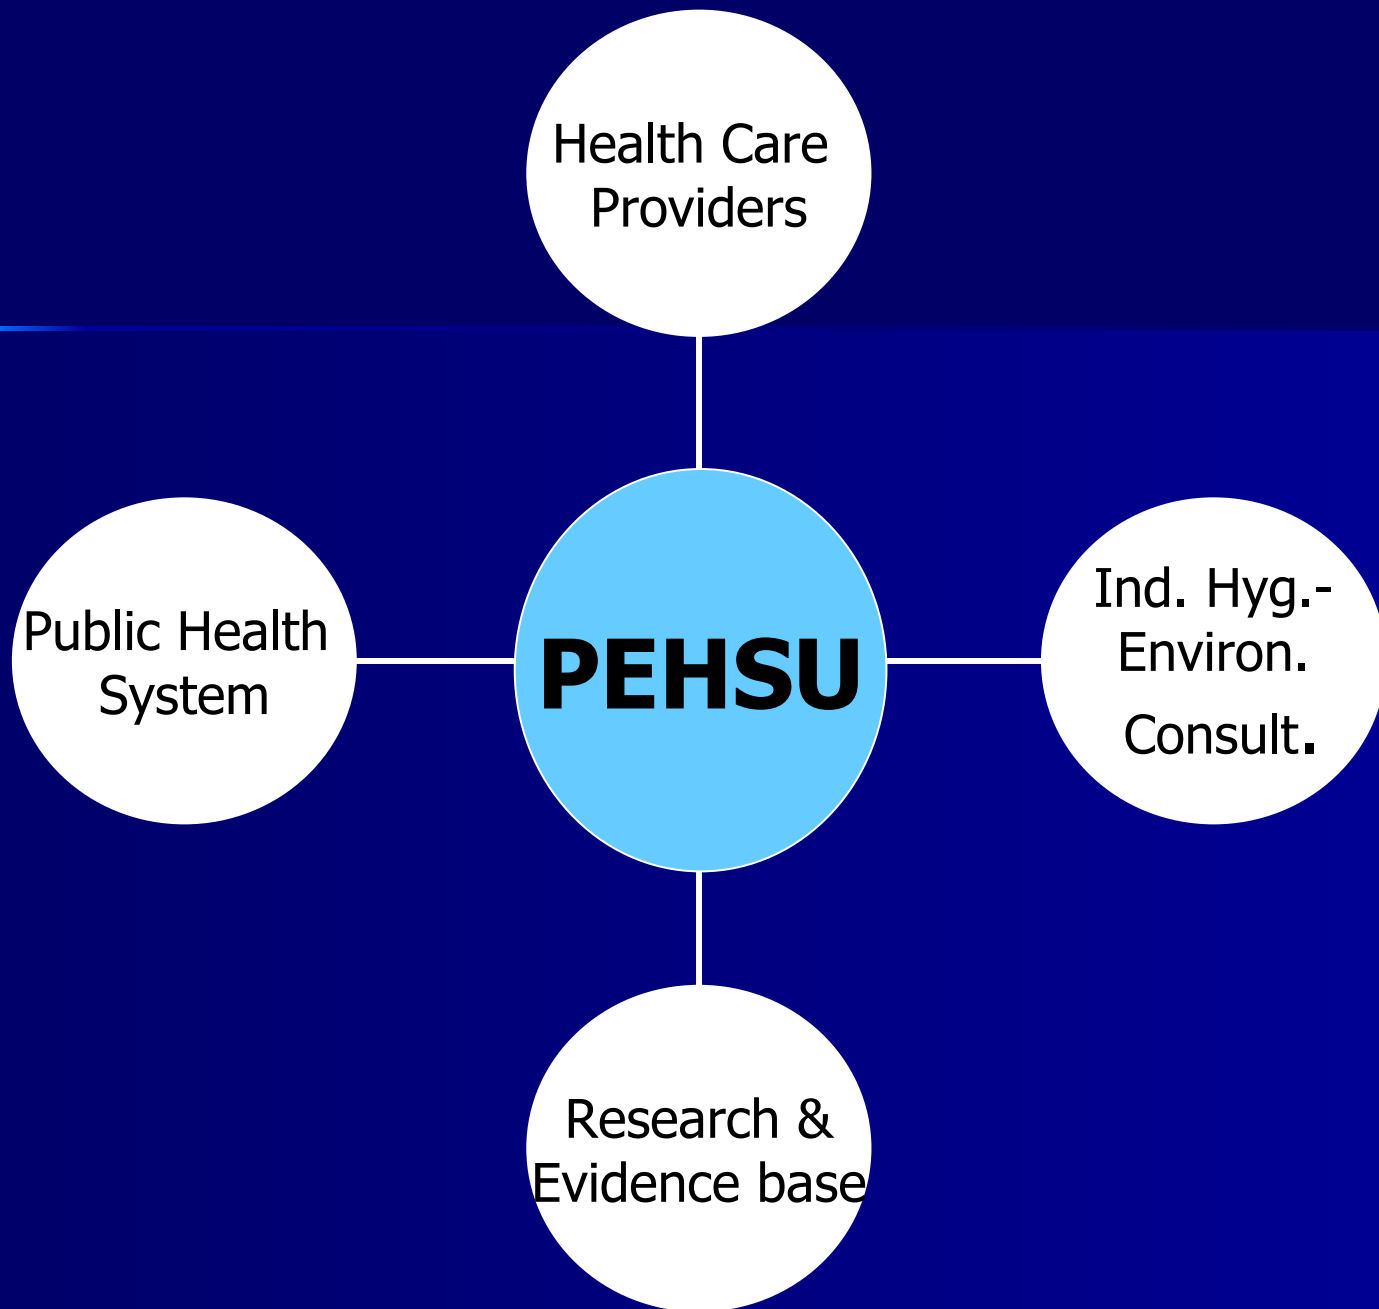 Health Care
Providers
Public Health
System
PEHSU
Ind. Hyg.-
Environ.
Consult.
Research &
Evidence base